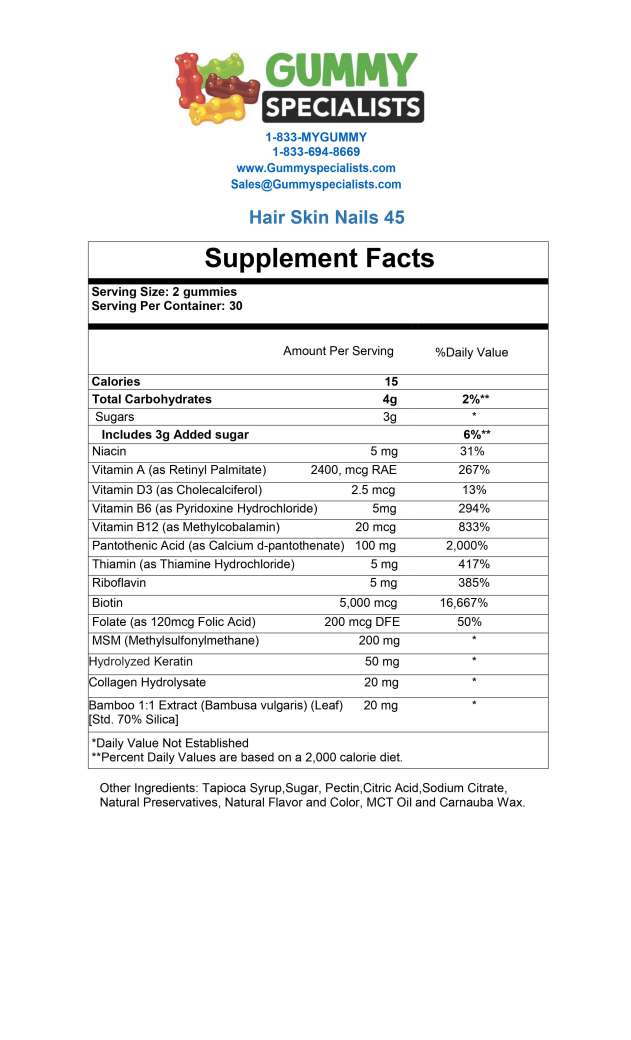 GUMMY
SPECIALISTS
1-833-MYGUMMY
1-833-694-8669
www.Gummyspecialists.com
Sales@Gummyspecialists.com
Hair Skin Nails 45
Supplement Facts
Serving Size: 2 gummies
Serving Per Container: 30
Amount Per Serving %Daily Value
Calories 15
Total Carbohydrates 4g 2%**
Sugars 3g *
Includes 3g Added sugar 6%**
Niacin 5 mg 31%
Vitamin A (as Retinyl Palmitate) 2400, mcg RAE 267%
Vitamin D3 (as Cholecalciferol) 2.5 mcg 13%
Vitamin B6 (as Pyridoxine Hydrochloride) 5mg 294%
Vitamin B12 (as Methylcobalamin) 20 mcg 833%
Pantothenic Acid (as Calcium d-pantothenate) 100 mg 2,000%
Thiamin (as Thiamine Hydrochloride) 5 mg 417%
Riboflavin 5 mg 385%
Biotin 5,000 mcg 16,667%
Folate (as 120mcg Folic Acid) 200 mcg DFE 50%
MSM (Methylsulfonylmethane) 200 mg *
Hydrolyzed Keratin 50 mg *
Collagen Hydrolysate 20 mg *
Bamboo 1:1 Extract (Bambusa vulgaris) (Leaf) 20 mg *
[Std. 70% Silica]
*Daily Value Not Established
**Percent Daily Values are based on a 2,000 calorie diet.
Other Ingredients: Tapioca Syrup,Sugar, Pectin,Citric Acid,Sodium Citrate,
Natural Preservatives, Natural Flavor and Color, MCT Oil and Carnauba Wax.